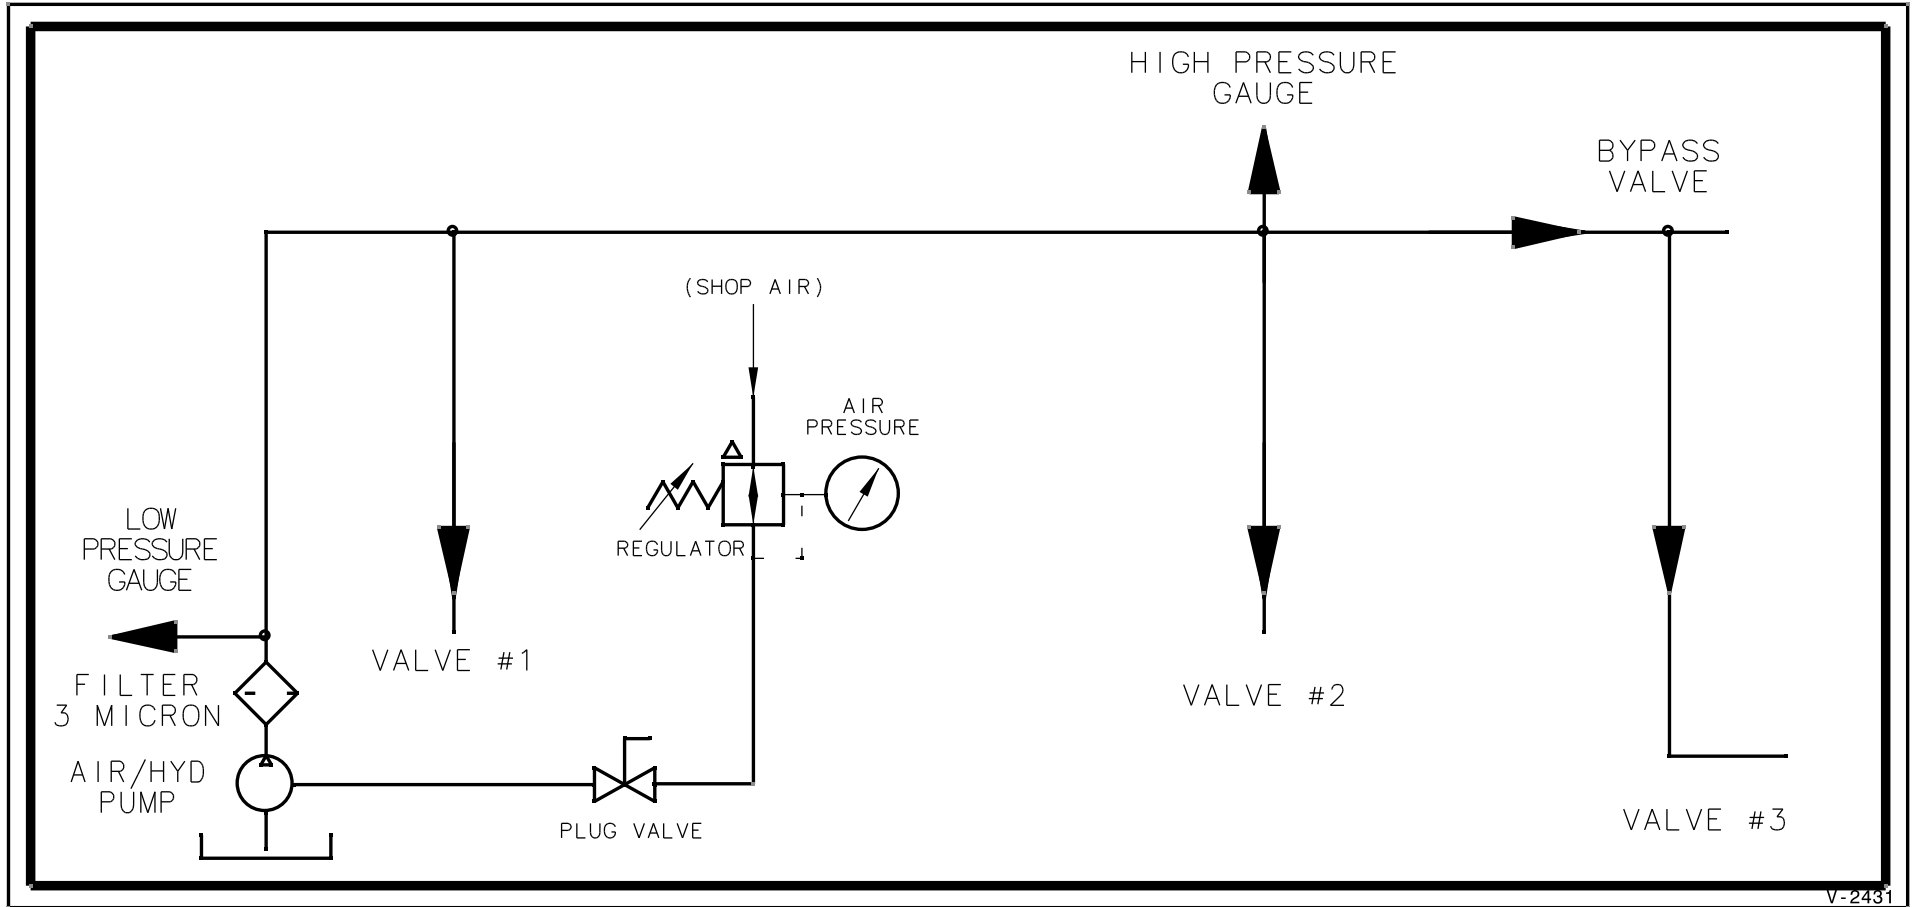 HIGH PRESSURE
GAUGE
BYPASS
VALVE
(SHOP AIR)
AIR
PRESSURE
REGULATOR
LOW
PRESSURE
GAUGE
VALVE #1
FILTER
3 MICRON
VALVE #2
AIR/HYD
PUMP
PLUG VALVE
VALVE #3
V-2431